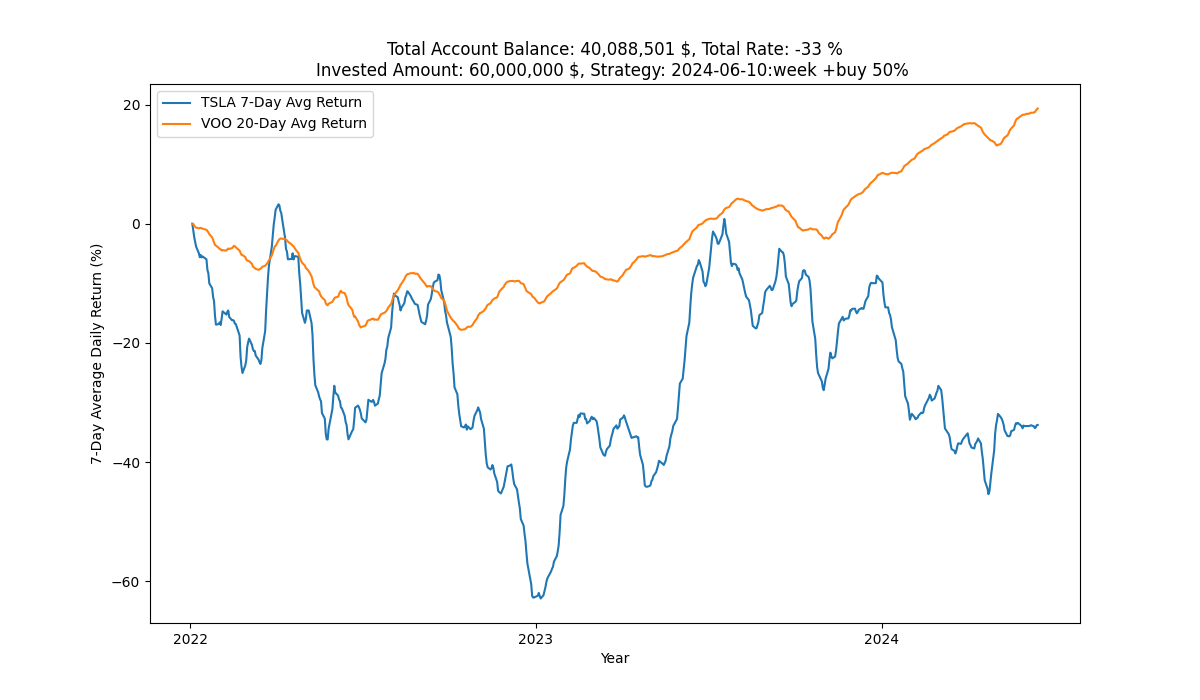 Total Account Balance: 40,088,501 $, Total Rate: -33 %
Invested Amount: 60,000,000 $, Strategy: 2024-06-10:week +buy 50%
TSLA 7-Day Avg Return
VOO 20-Day Avg Return
20
0
−20
−40
−60
7-Day Average Daily Return (%)
2022
2023
2024
Year